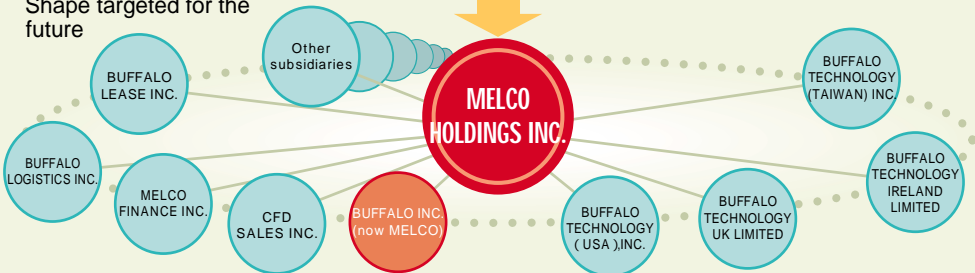 Shape targeted for the
future
Other
subsidiaries
BUFFALO
LEASE INC.
BUFFALO
LOGISTICS INC.
MELCO
FINANCE INC.
CFD
SALES INC.
BUFFALO INC.
(now MELCO)
MELCO
HOLDINGS INC.
BUFFALO
TECHNOLOGY
( USA ),INC.
BUFFALO
TECHNOLOGY
UK LIMITED
BUFFALO
TECHNOLOGY
IRELAND
LIMITED
BUFFALO
TECHNOLOGY
(TAIWAN) INC.